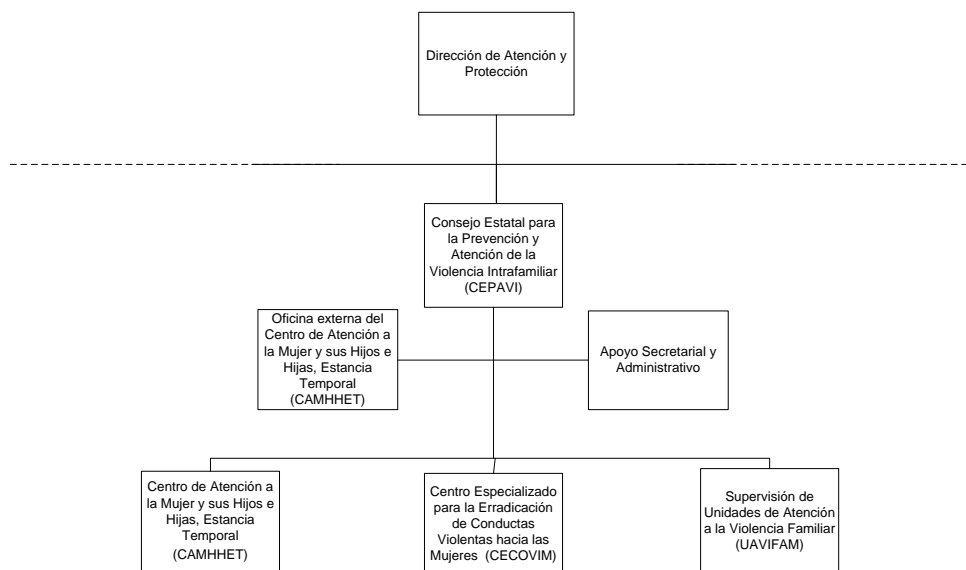 Dirección de Atención y
Protección
Consejo Estatal para
la Prevención y
Atención de la
Violencia Intrafamiliar
(CEPAVI)
Oficina externa del
Centro de Atención a
la Mujer y sus Hijos e
Hijas, Estancia
Temporal
(CAMHHET)
Apoyo Secretarial y
Administrativo
Centro de Atención a
la Mujer y sus Hijos e
Hijas, Estancia
Temporal
(CAMHHET)
Centro Especializado
para la Erradicación
de Conductas
Violentas hacia las
Mujeres (CECOVIM)
Supervisión de
Unidades de Atención
a la Violencia Familiar
(UAVIFAM)